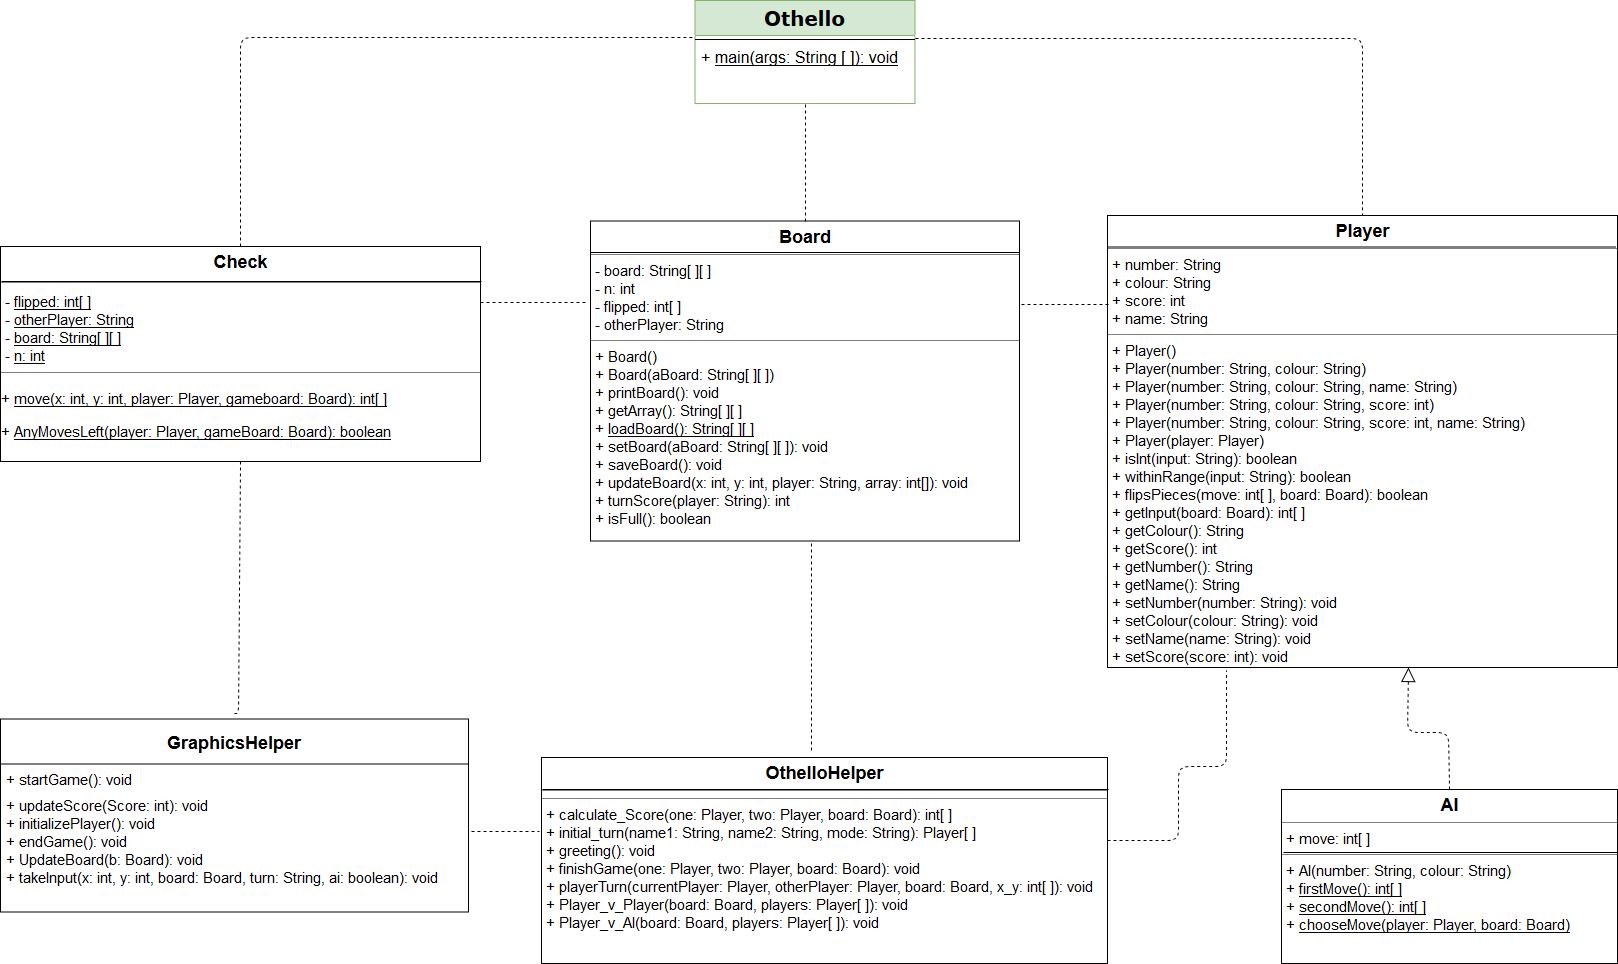 Othello
+ main(args: String [ ]): void
Check
- flipped: int[ ]
- otherPlayer: String
- board: String[ ][ ]
- n: int
+ move(x: int, y: int, player: Player, gameboard: Board): int[ ]
+ AnyMovesLeft(player: Player, gameBoard: Board): boolean
Board
- board: String[ ][ ]
- n: int
- flipped: int[ ]
- otherPlayer: String
+ Board()
+ Board(aBoard: String[ ][ ])
+ printBoard(): void
+ getArray(): String[ ][ ]
+ loadBoard(): String[ ][ ]
+ setBoard(aBoard: String[ ][ ]): void
+ saveBoard(): void
+ updateBoard(x: int, y: int, player: String, array: int[]): void
+ turnScore(player: String): int
+ isFull(): boolean
Player
+ number: String
+ colour: String
+ score: int
+ name: String
+ Player()
+ Player(number: String, colour: String)
+ Player(number: String, colour: String, name: String)
+ Player(number: String, colour: String, score: int)
+ Player(number: String, colour: String, score: int, name: String)
+ Player(player: Player)
+ isInt(input: String): boolean
+ withinRange(input: String): boolean
+ flipsPieces(move: int[ ], board: Board): boolean
+ getInput(board: Board): int[ ]
+ getColour(): String
+ getScore(): int
+ getNumber(): String
+ getName(): String
+ setNumber(number: String): void
+ setColour(colour: String): void
+ setName(name: String): void
+ setScore(score: int): void
GraphicsHelper
+ startGame(): void
+ updateScore(Score: int): void
+ initializePlayer(): void
+ endGame(): void
+ UpdateBoard(b: Board): void
+ takeInput(x: int, y: int, board: Board, turn: String, ai: boolean): void
OthelloHelper
+ calculate_Score(one: Player, two: Player, board: Board): int[ ]
+ initial_turn(name1: String, name2: String, mode: String): Player[ ]
+ greeting(): void
+ finishGame(one: Player, two: Player, board: Board): void
+ playerTurn(currentPlayer: Player, otherPlayer: Player, board: Board, x_y: int[ ]): void
+ Player_v_Player(board: Board, players: Player[ ]): void
+ Player_v_AI(board: Board, players: Player[ ]): void
AI
+ move: int[ ]
+ AI(number: String, colour: String)
+ firstMove(): int[ ]
+ secondMove(): int[ ]
+ chooseMove(player: Player, board: Board)